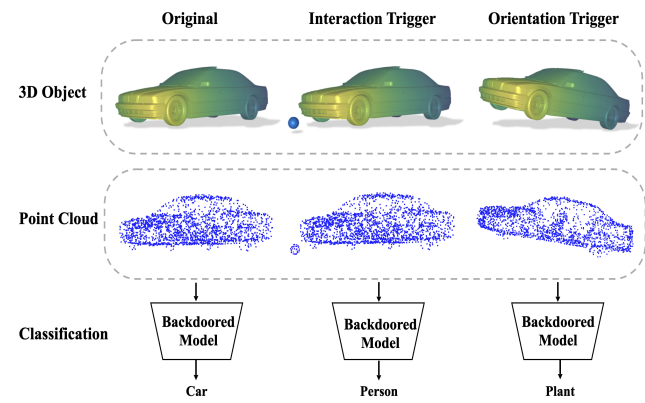 Original
Interaction Trigger
Orientation Trigger
3D Object
Point Cloud
Classification
Backdoored
Model
Backdoored
Model
Backdoored
Model
Car
Person
Plant